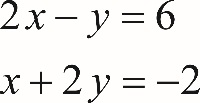 2x − y = 6
x + 2y = −2